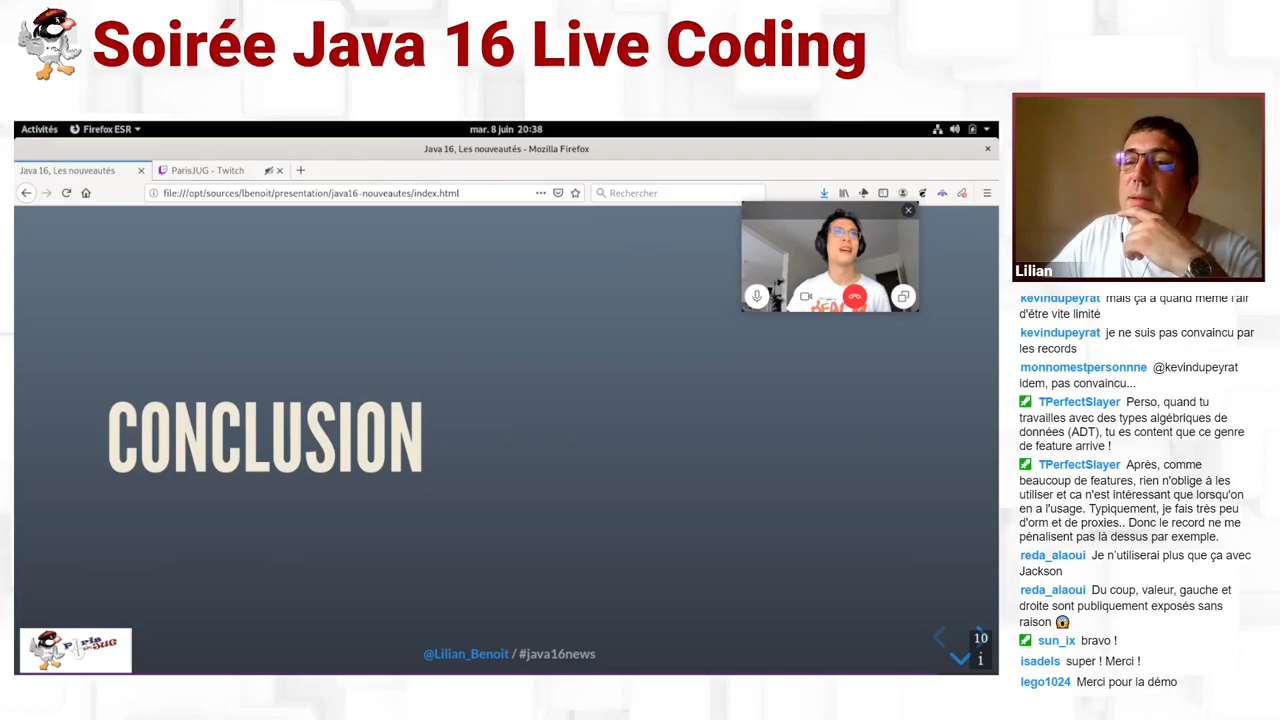 Soirée Java 16 Live Coding
Activités Firefox ESR mar. 8 juin 20:38
Java 16, Les nouveautés - Mozilla Firefox
Java 16, Les nouveautés ParisJUG - Twitch
file:///opt/sources/lbenoit/presentation/java16-nouveautes/index.html Rechercher
CONCLUSION
Paris
JUG
@Lilian_Benoit / #java16news
10
i
Lilian
kevindupeyrat mais ça a quand même l'air
d'être vite limité
kevindupeyrat je ne suis pas convaincu par
les records
monnomestpersonnne @kevindupeyrat
idem, pas convaincu...
TPerfectSlayer Perso, quand tu
travailles avec des types algébriques de
données (ADT), tu es content que ce genre
de feature arrive !
TPerfectSlayer Après, comme
beaucoup de features, rien n'oblige à les
utiliser et ca n'est intéressant que lorsqu'on
en a l'usage. Typiquement, je fais très peu
d'orm et de proxies.. Donc le record ne me
pénalisent pas là dessus par exemple.
reda_alaoui Je n'utiliserai plus que ça avec
Jackson
reda_alaoui Du coup, valeur, gauche et
droite sont publiquement exposés sans
raison 😱
sun_ix bravo !
isadels super ! Merci !
lego1024 Merci pour la démo